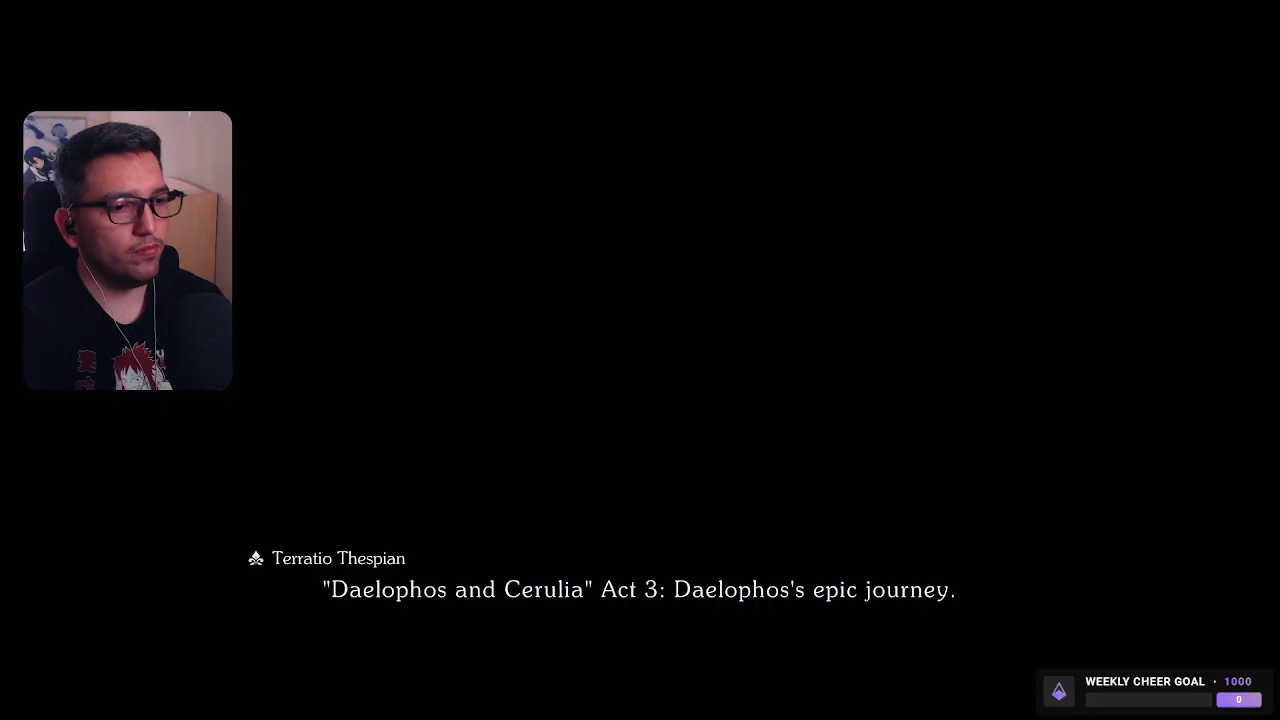 Terratio Thespian
"Daelophos and Cerulia" Act 3: Daelophos's epic journey.
WEEKLY CHEER GOAL · 1000
0